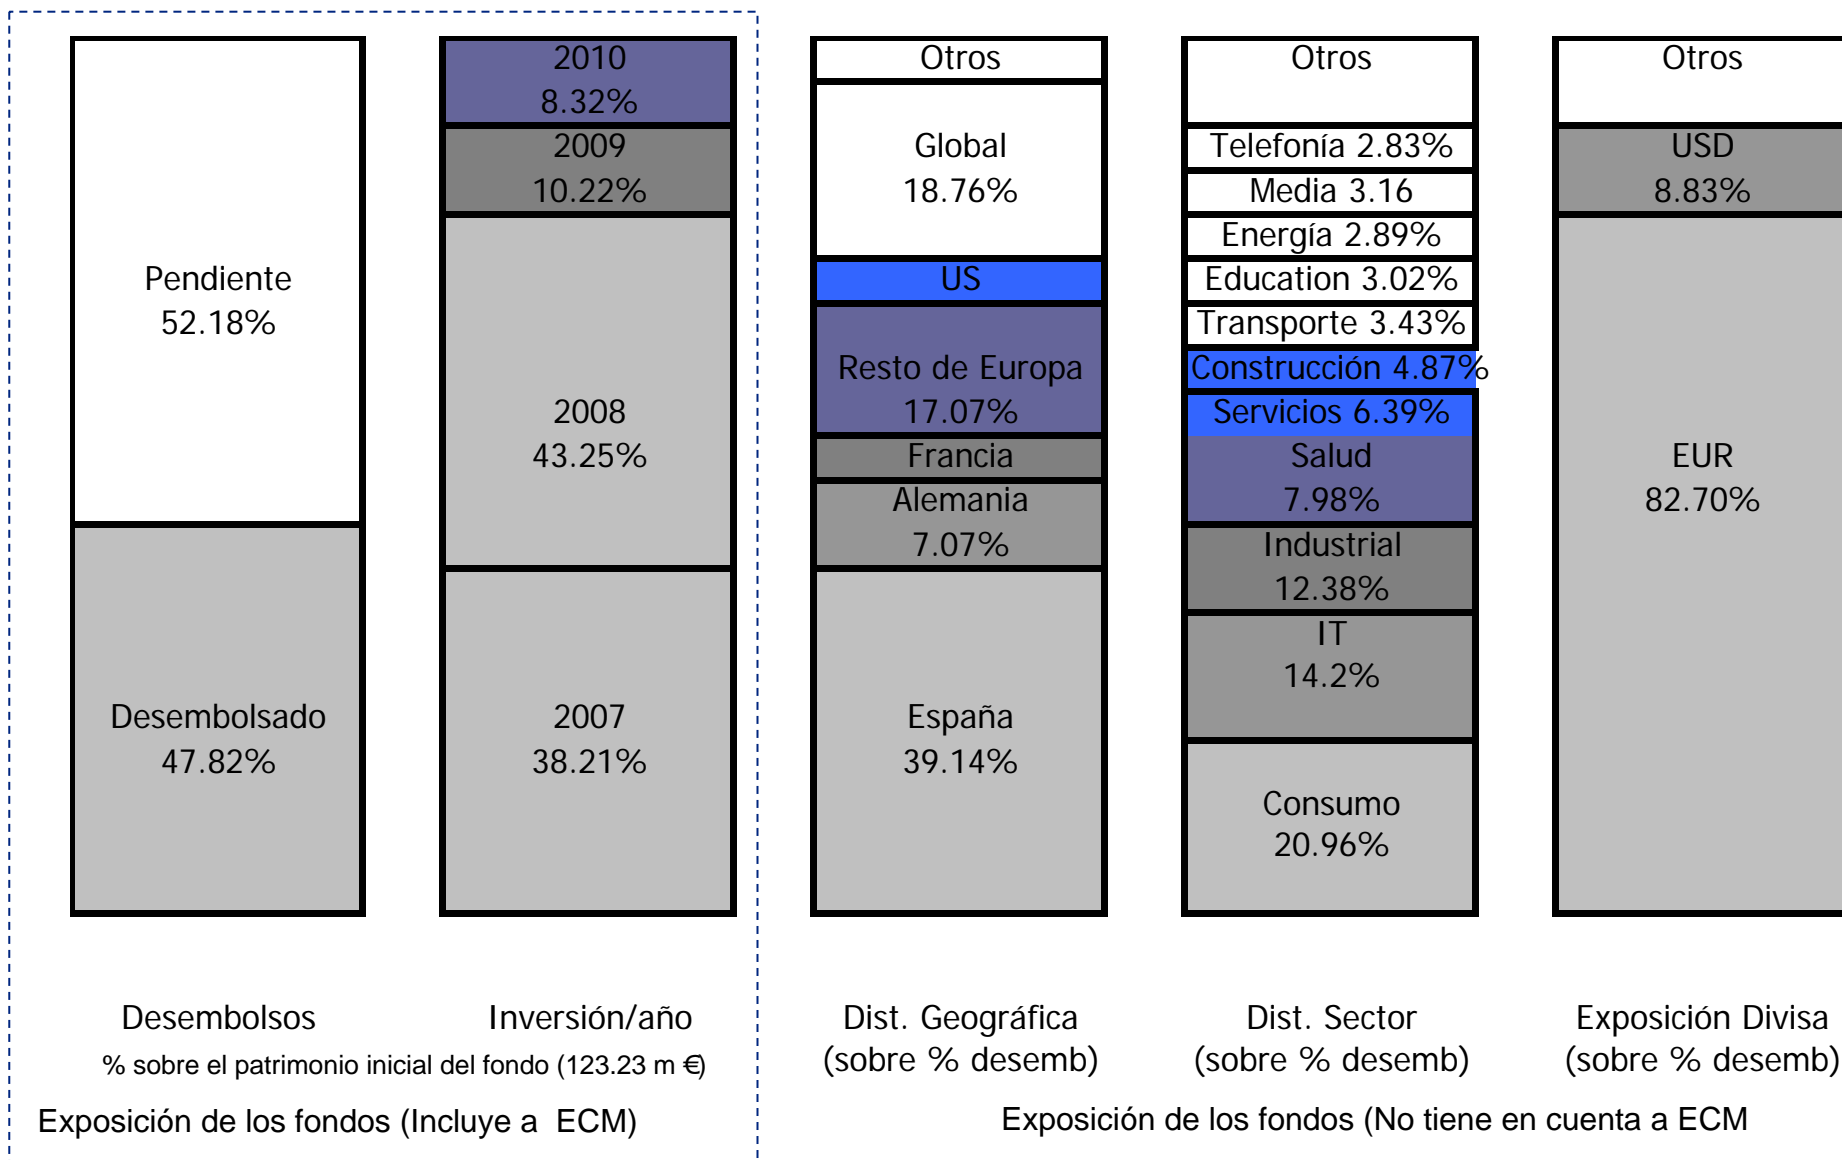 Pendiente
52.18%
Desembolsado
47.82%
2010
8.32%
2009
10.22%
2008
43.25%
2007
38.21%
Otros
Global
18.76%
US
Resto de Europa
17.07%
Francia
Alemania
7.07%
España
39.14%
Otros
Telefonía 2.83%
Media 3.16
Energía 2.89%
Education 3.02%
Transporte 3.43%
Construcción 4.87%
Servicios 6.39%
Salud
7.98%
Industrial
12.38%
IT
14.2%
Consumo
20.96%
Otros
USD
8.83%
EUR
82.70%
Desembolsos
Inversión/año
% sobre el patrimonio inicial del fondo (123.23 m €)
Exposición de los fondos (Incluye a  ECM)
Dist. Geográfica
(sobre % desemb)
Dist. Sector
(sobre % desemb)
Exposición Divisa
(sobre % desemb)
Exposición de los fondos (No tiene en cuenta a ECM